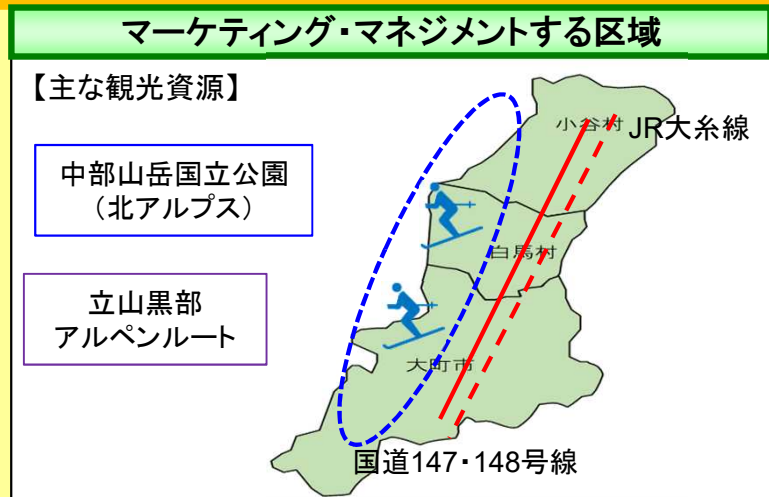 マーケティング・マネジメントする区域
【主な観光資源】
小谷村
JR大糸線
中部山岳国立公園
（北アルプス）
白馬村
立山黒部
アルペンルート
大町市
国道147・148号線